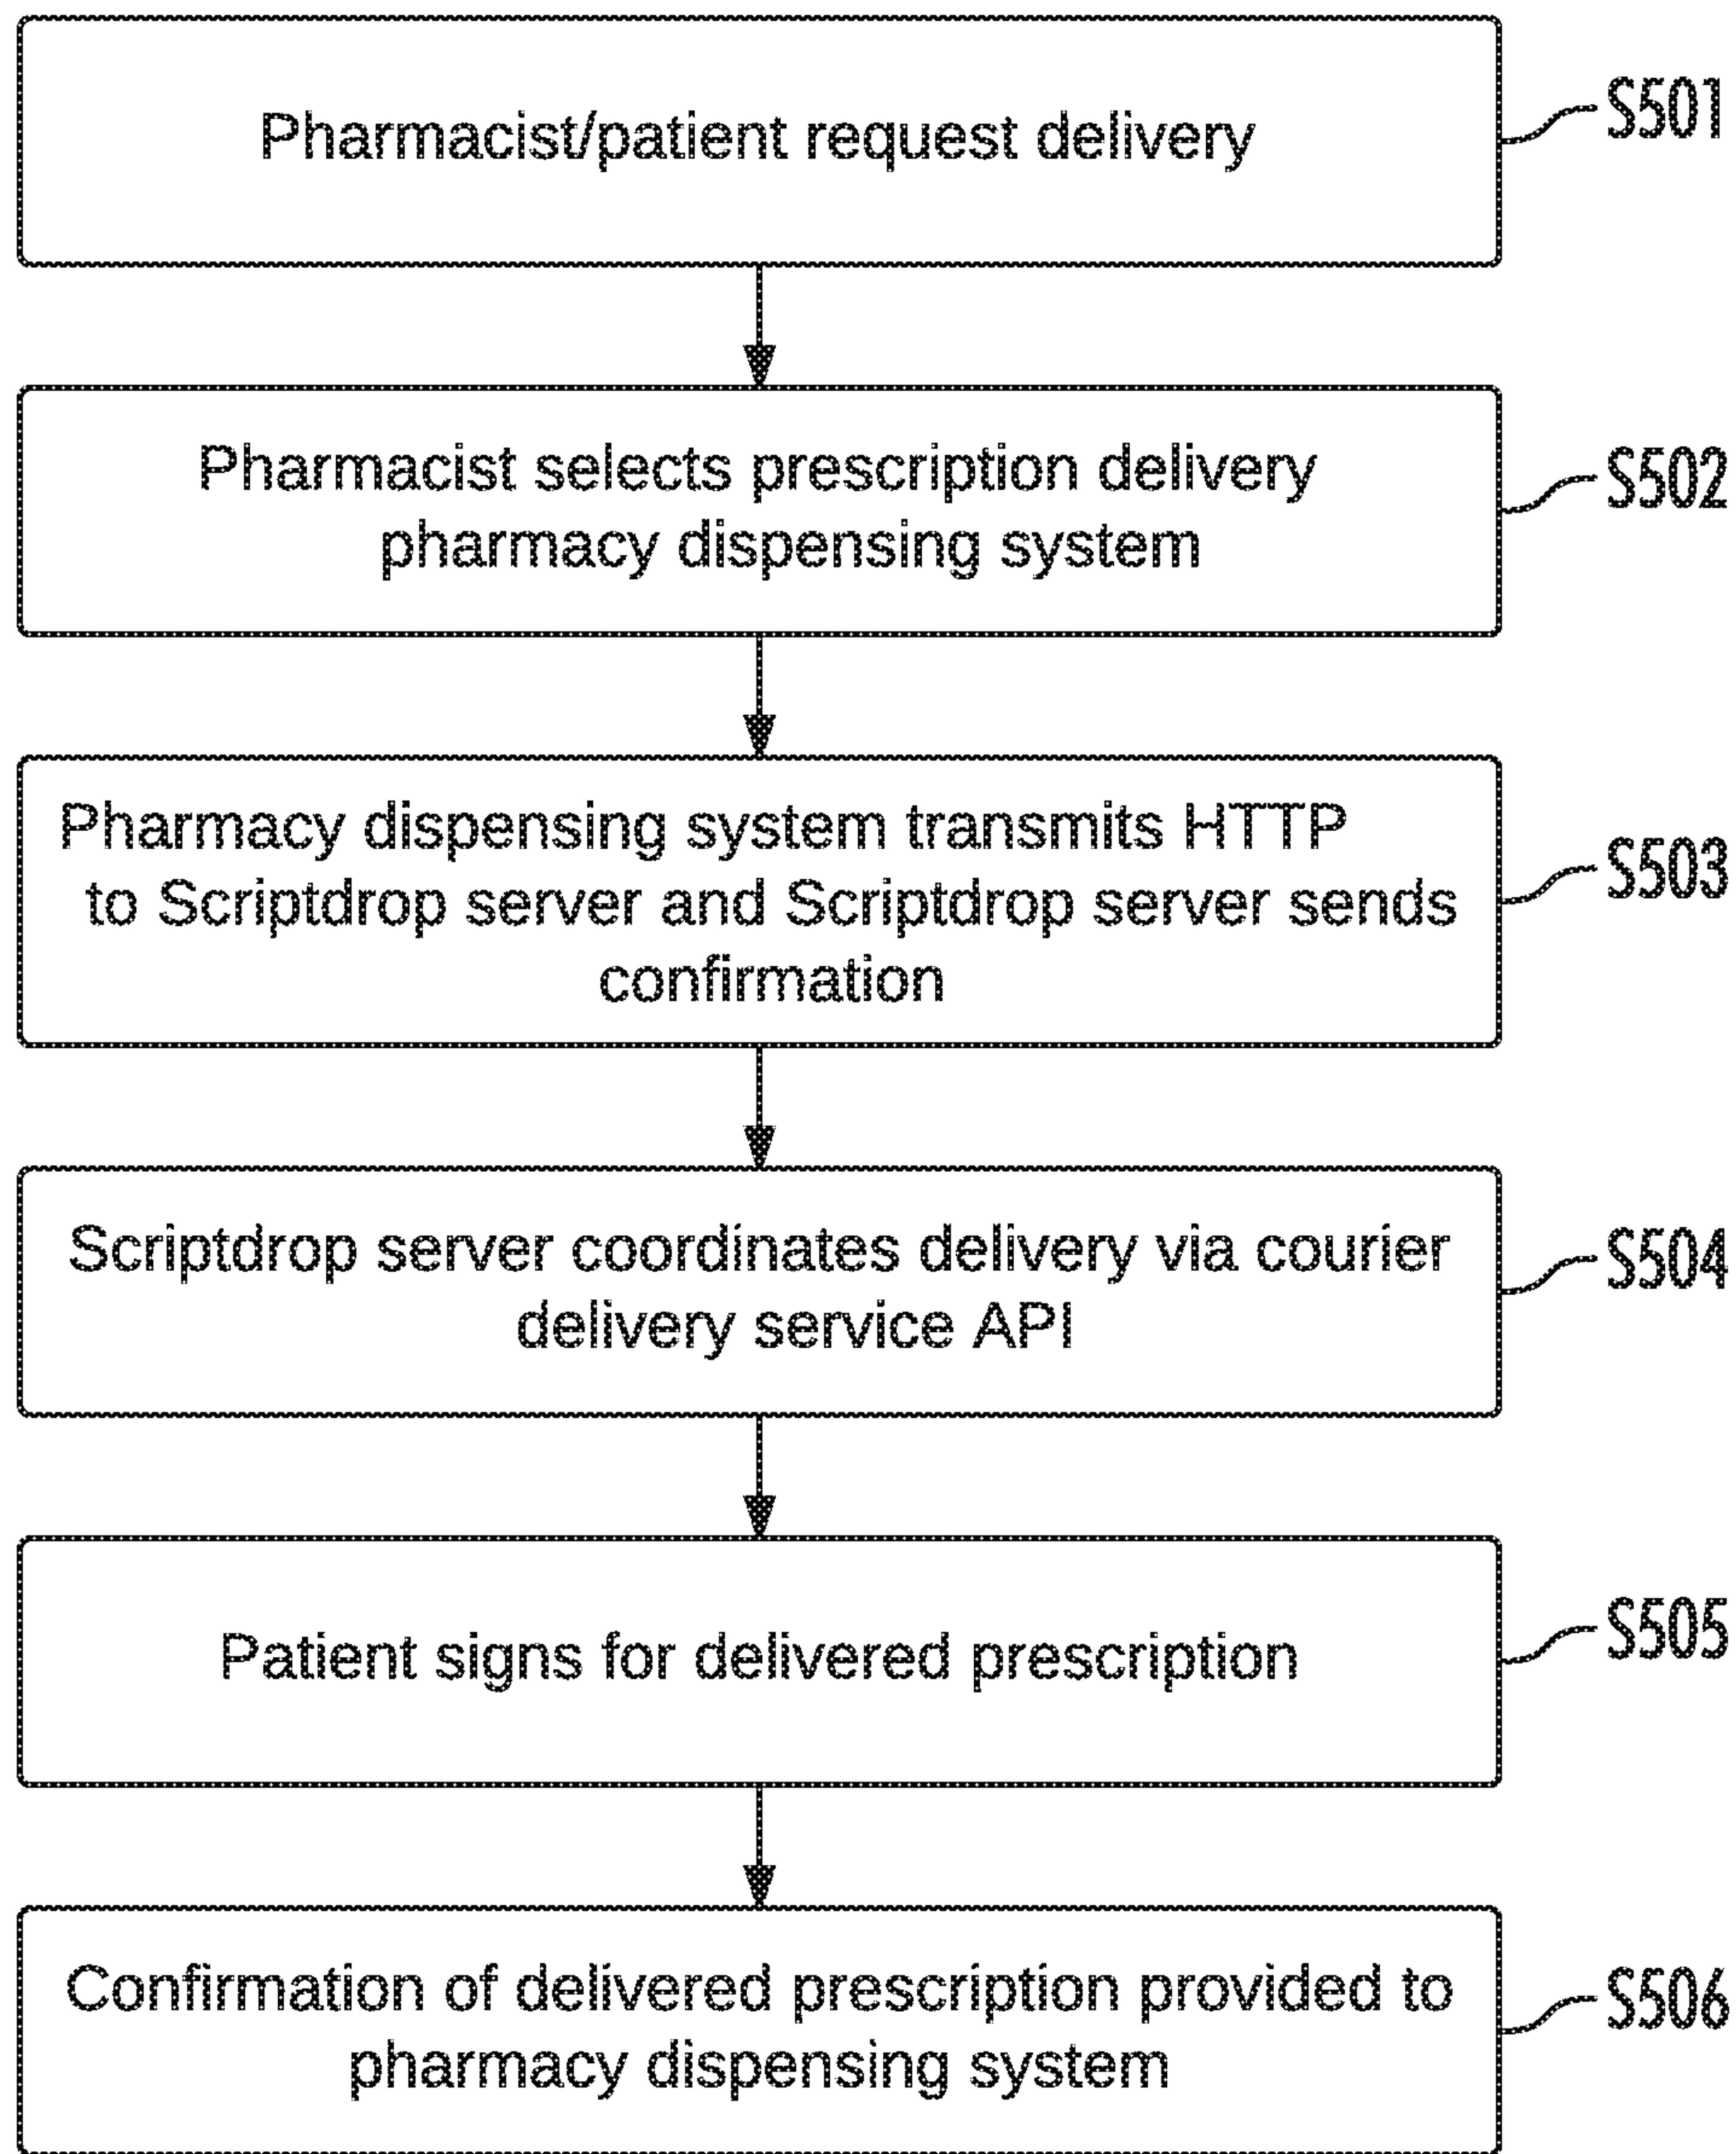 Pharmacist/patient request delivery
S501
Pharmacist selects prescription delivery
pharmacy dispensing system
S502
Pharmacy dispensing system transmits HTTP
to Scriptdrop server and Scriptdrop server sends
confirmation
S503
Scriptdrop server coordinates delivery via courier
delivery service API
S504
Patient signs for delivered prescription
S505
Confirmation of delivered prescription provided to
pharmacy dispensing system
S506